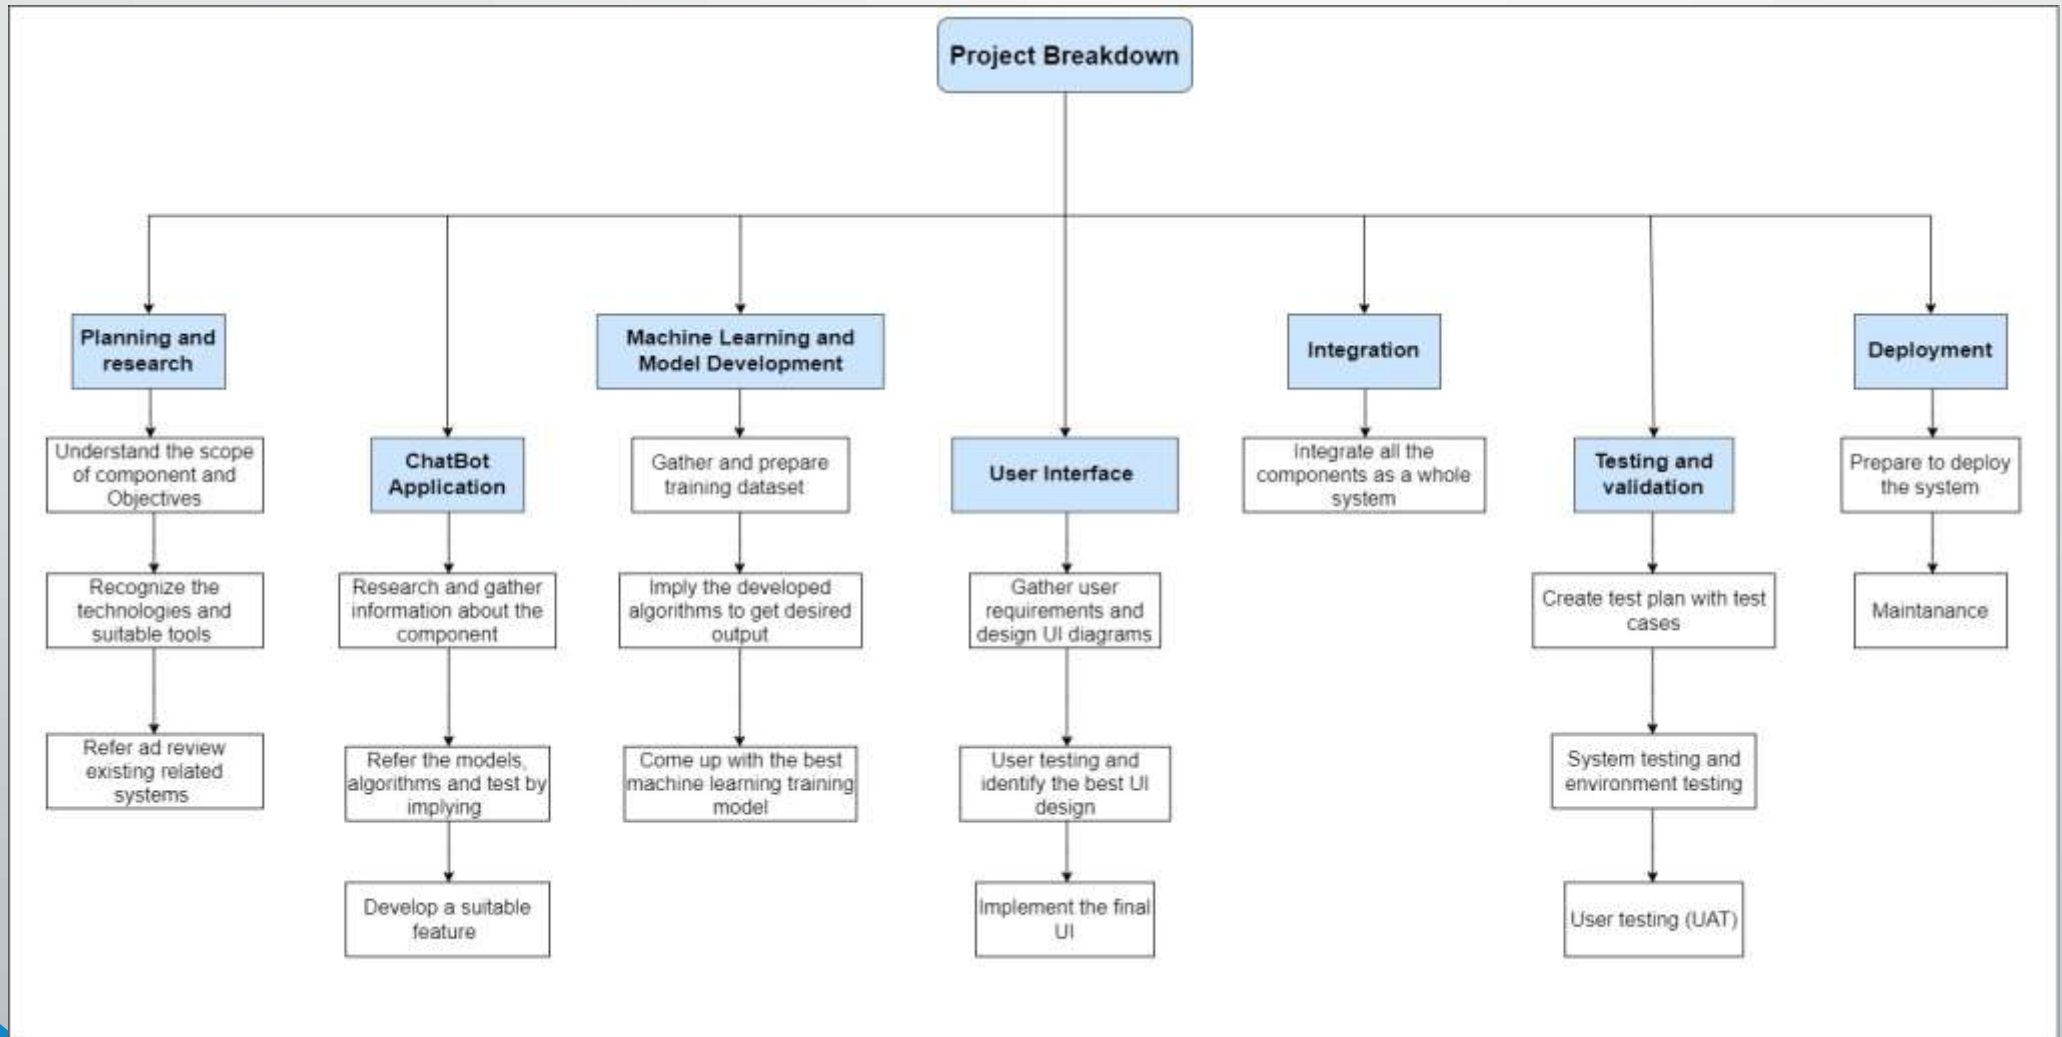 Project Breakdown
Planning and
research
Understand the scope
of component and
Objectives
Recognize the
technologies and
suitable tools
Refer ad review
existing related
systems
ChatBot
Application
Research and gather
information about the
component
Refer the models,
algorithms and test by
implying
Develop a suitable
feature
Machine Learning and
Model Development
Gather and prepare
training dataset
Imply the developed
algorithms to get desired
output
Come up with the best
machine learning training
model
User Interface
Gather user
requirements and
design UI diagrams
User testing and
identify the best UI
design
Implement the final
UI
Integration
Integrate all the
components as a whole
system
Testing and
validation
Create test plan with test
cases
System testing and
environment testing
User testing (UAT)
Deployment
Prepare to deploy
the system
Maintanance